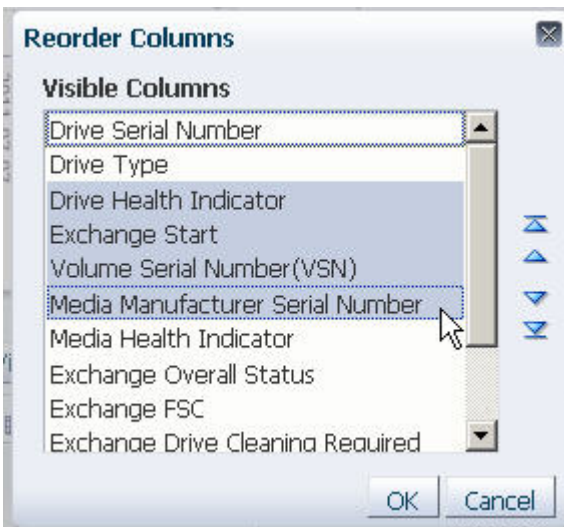 Reorder Columns
Visible Columns
Drive Serial Number
Drive Type
Drive Health Indicator
Exchange Start
Volume Serial Number(VSN)
Media Manufacturer Serial Number
Media Health Indicator
Exchange Overall Status
Exchange FSC
Exchange Drive Cleaning Required
OK
Cancel